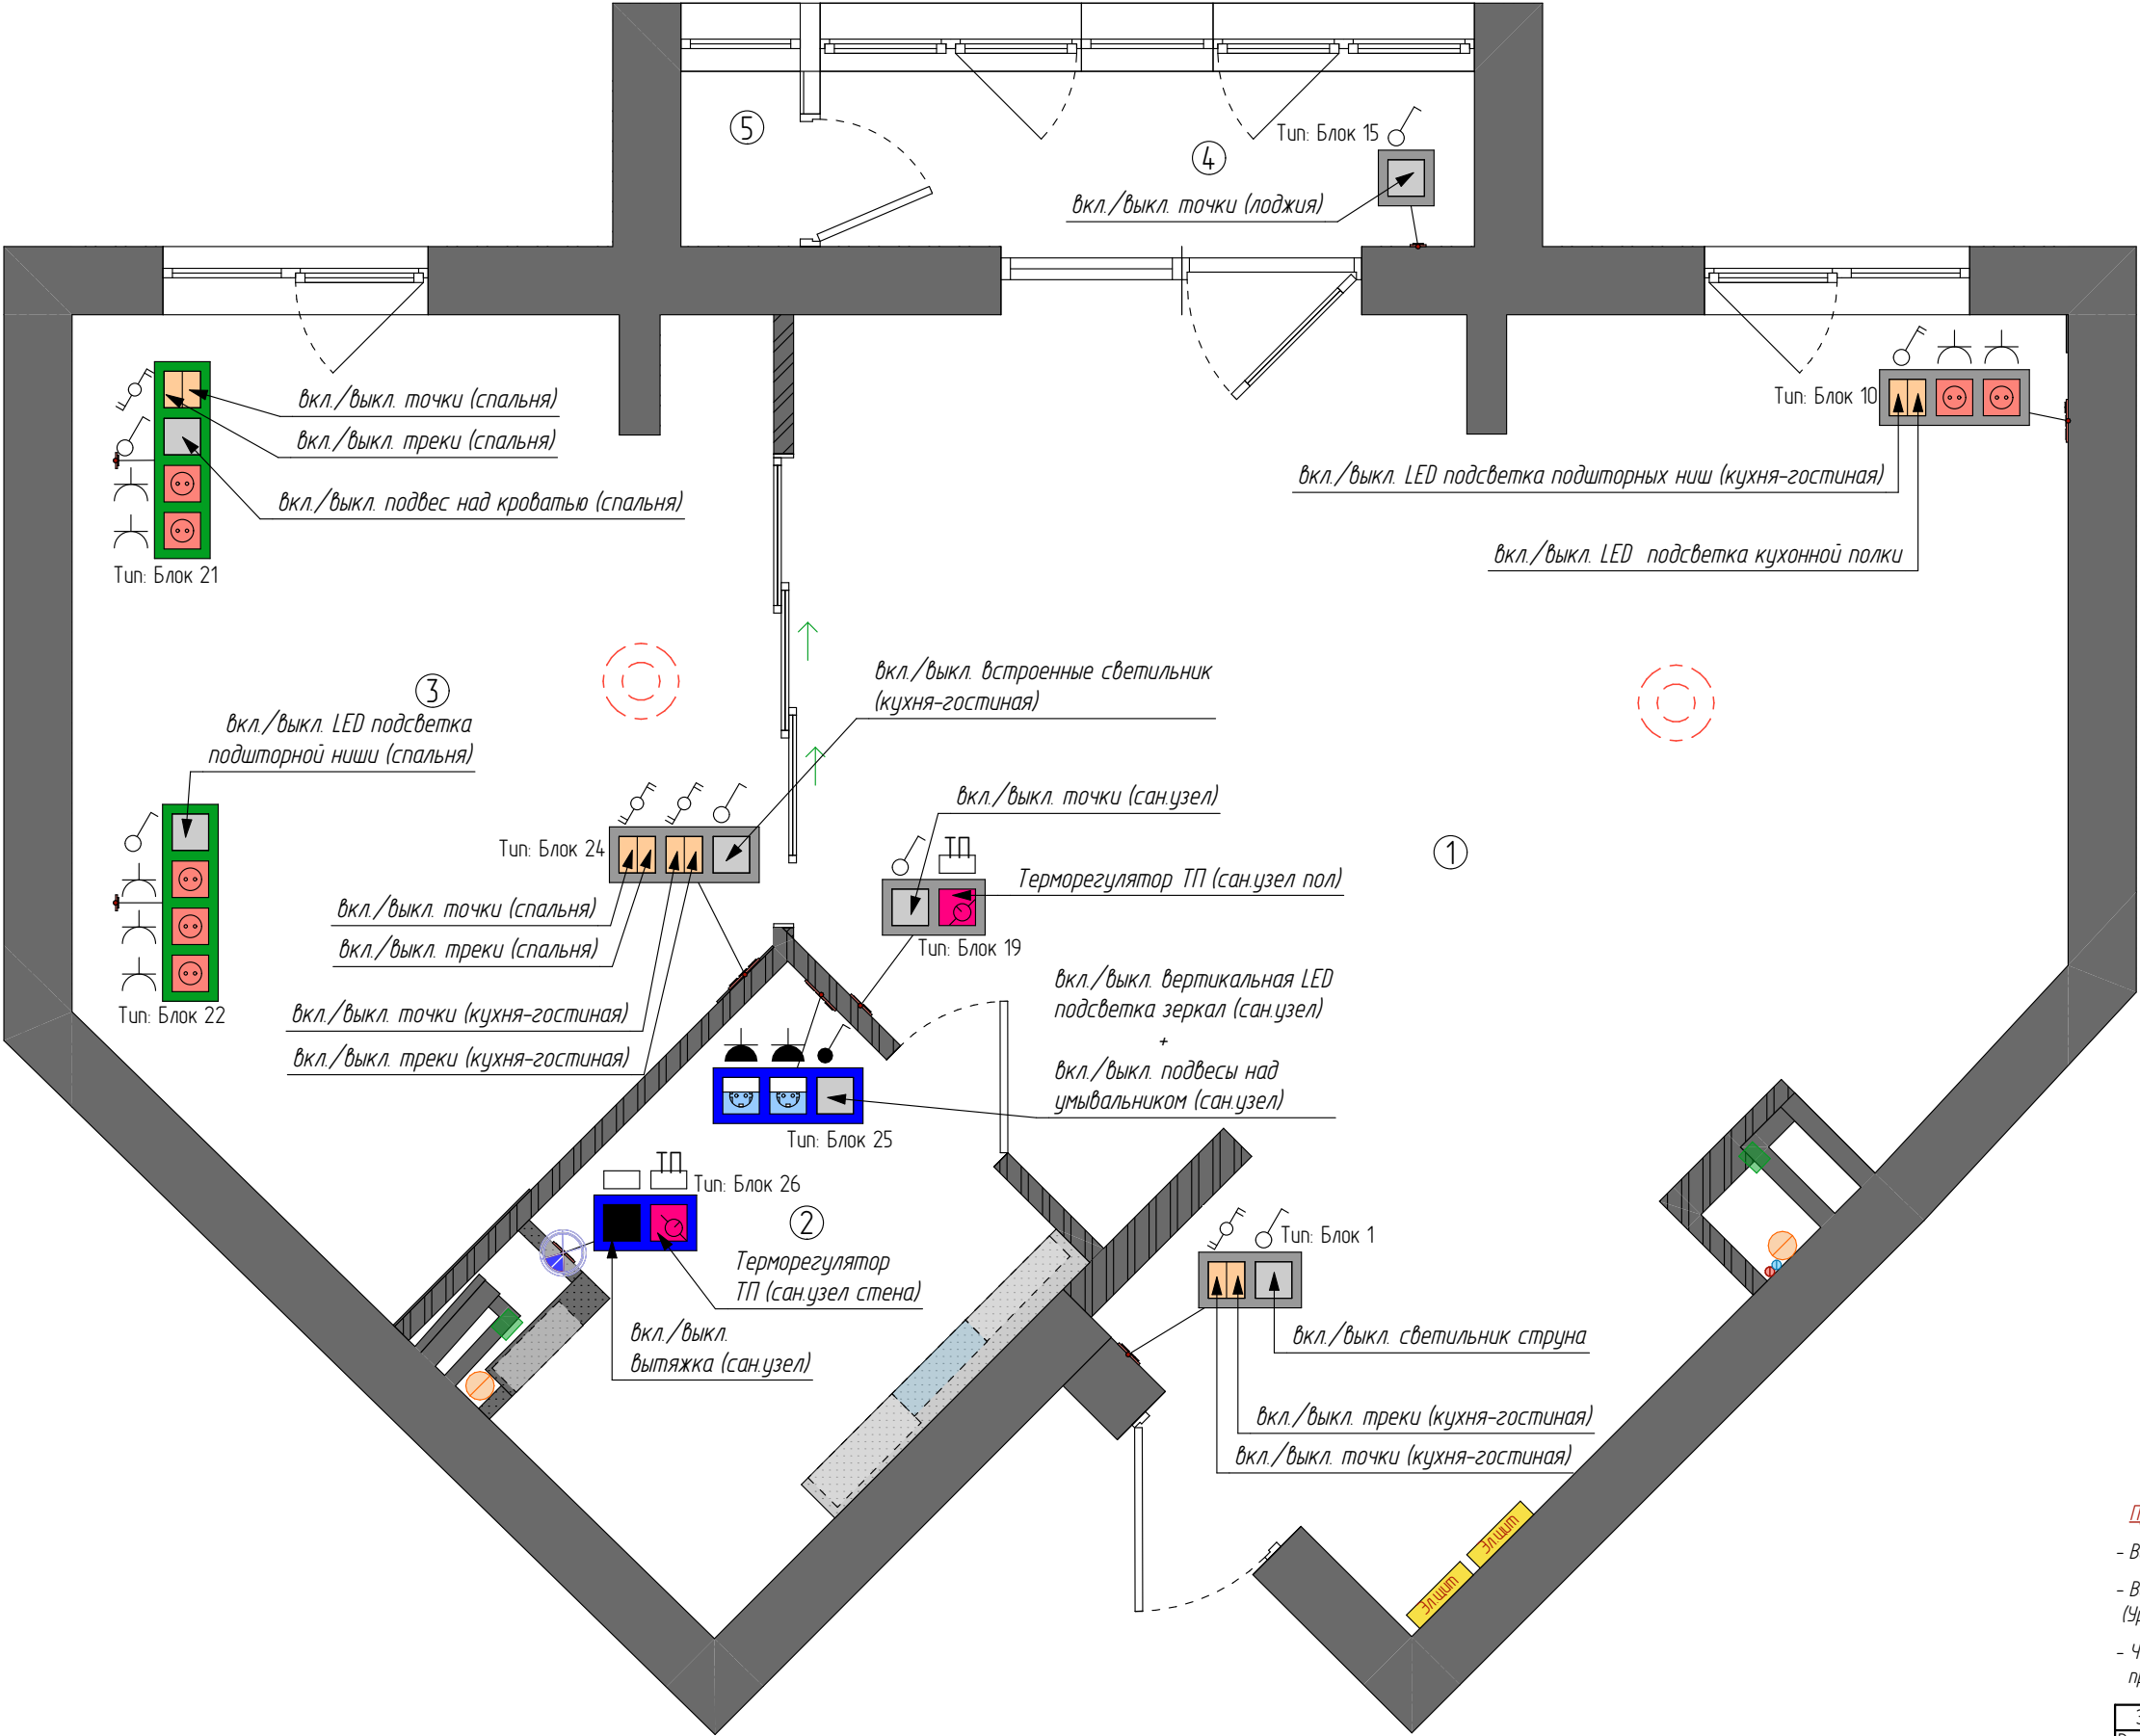 5
4
Тип: Блок 15
вкл./выкл. точки (лоджия)
вкл./выкл. точки (спальня)
вкл./выкл. треки (спальня)
вкл./выкл. подвес над кроватью (спальня)
Тип: Блок 21
Тип: Блок 10
вкл./выкл. LED подсветка подшторных ниш (кухня-гостиная)
вкл./выкл. LED подсветка кухонной полки
3
вкл./выкл. LED подсветка
подшторной ниши (спальня)
Тип: Блок 22
вкл./выкл. встроенные светильник
(кухня-гостиная)
Тип: Блок 24
вкл./выкл. точки (спальня)
вкл./выкл. треки (спальня)
вкл./выкл. точки (кухня-гостиная)
вкл./выкл. треки (кухня-гостиная)
вкл./выкл. точки (сан.узел)
ТП
Терморегулятор ТП (сан.узел пол)
Тип: Блок 19
1
вкл./выкл. вертикальная LED
подсветка зеркал (сан.узел)
+
вкл./выкл. подвесы над
умывальником (сан.узел)
Тип: Блок 25
ТП
Тип: Блок 26
2
Терморегулятор
ТП (сан.узел стена)
вкл./выкл.
вытяжка (сан.узел)
Тип: Блок 1
вкл./выкл. светильник струна
вкл./выкл. треки (кухня-гостиная)
вкл./выкл. точки (кухня-гостиная)
Эл.щит
Эл.щит
- В
- В